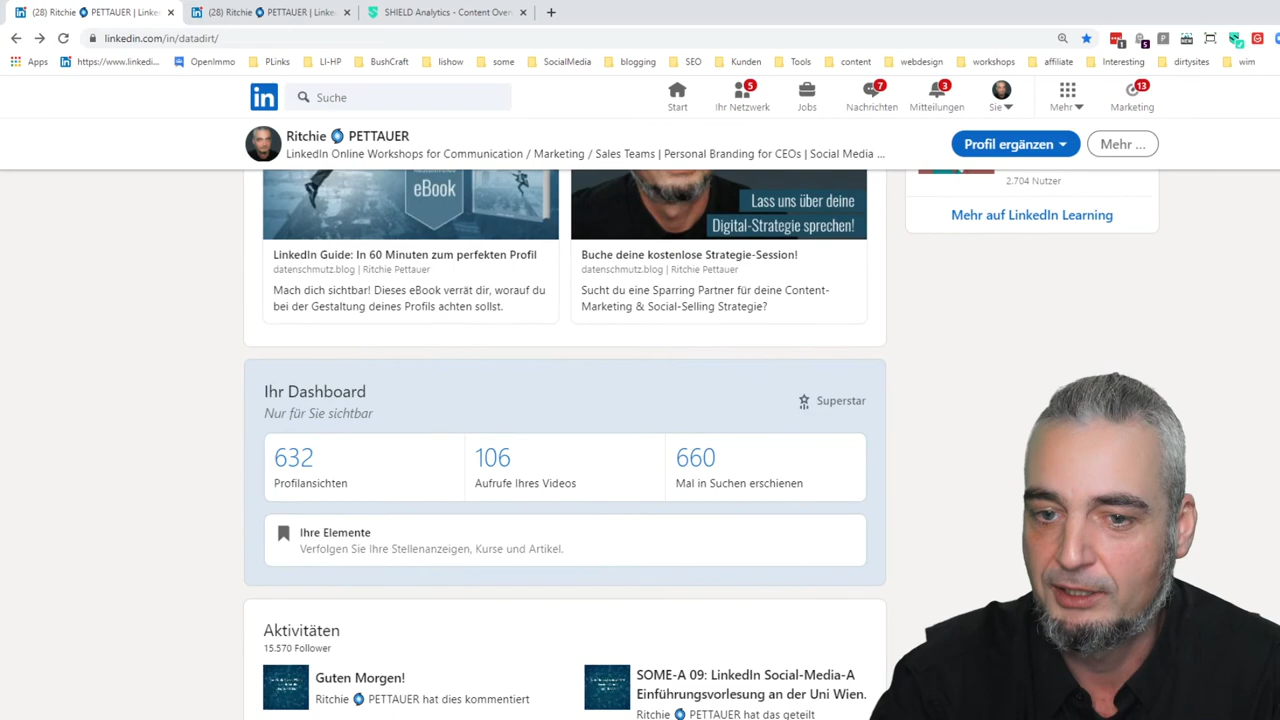 (28) Ritchie PETTAUER | Linke
(28) Ritchie PETTAUER | Linke
SHIELD Analytics - Content Over
linkedin.com/in/datadirt/
Apps
https://www.linkedi...
OpenImmo
PLinks
LI-HP
BushCraft
lishow
some
SocialMedia
blogging
SEO
Kunden
Tools
content
webdesign
workshops
affiliate
Interesting
dirtysites
wim
in
Suche
Start
5
Ihr Netzwerk
Jobs
7
Nachrichten
3
Mitteilungen
Sie
Mehr
13
Marketing
Ritchie PETTAUER
LinkedIn Online Workshops for Communication / Marketing / Sales Teams | Personal Branding for CEOs | Social Media ...
Profil ergänzen
Mehr ...
eBook
Lass uns über deine
Digital-Strategie sprechen!
2.704 Nutzer
Mehr auf LinkedIn Learning
LinkedIn Guide: In 60 Minuten zum perfekten Profil
datenschmutz.blog | Ritchie Pettauer
Mach dich sichtbar! Dieses eBook verrät dir, worauf du
bei der Gestaltung deines Profils achten sollst.
Buche deine kostenlose Strategie-Session!
datenschmutz.blog | Ritchie Pettauer
Sucht du eine Sparring Partner für deine Content-
Marketing & Social-Selling Strategie?
Ihr Dashboard
Nur für Sie sichtbar
Superstar
632
Profilansichten
106
Aufrufe Ihres Videos
660
Mal in Suchen erschienen
Ihre Elemente
Verfolgen Sie Ihre Stellenanzeigen, Kurse und Artikel.
Aktivitäten
15.570 Follower
Guten Morgen!
Ritchie PETTAUER hat dies kommentiert
SOME-A 09: LinkedIn Social-Media-A
Einführungsvorlesung an der Uni Wien.
Ritchie PETTAUER hat das geteilt